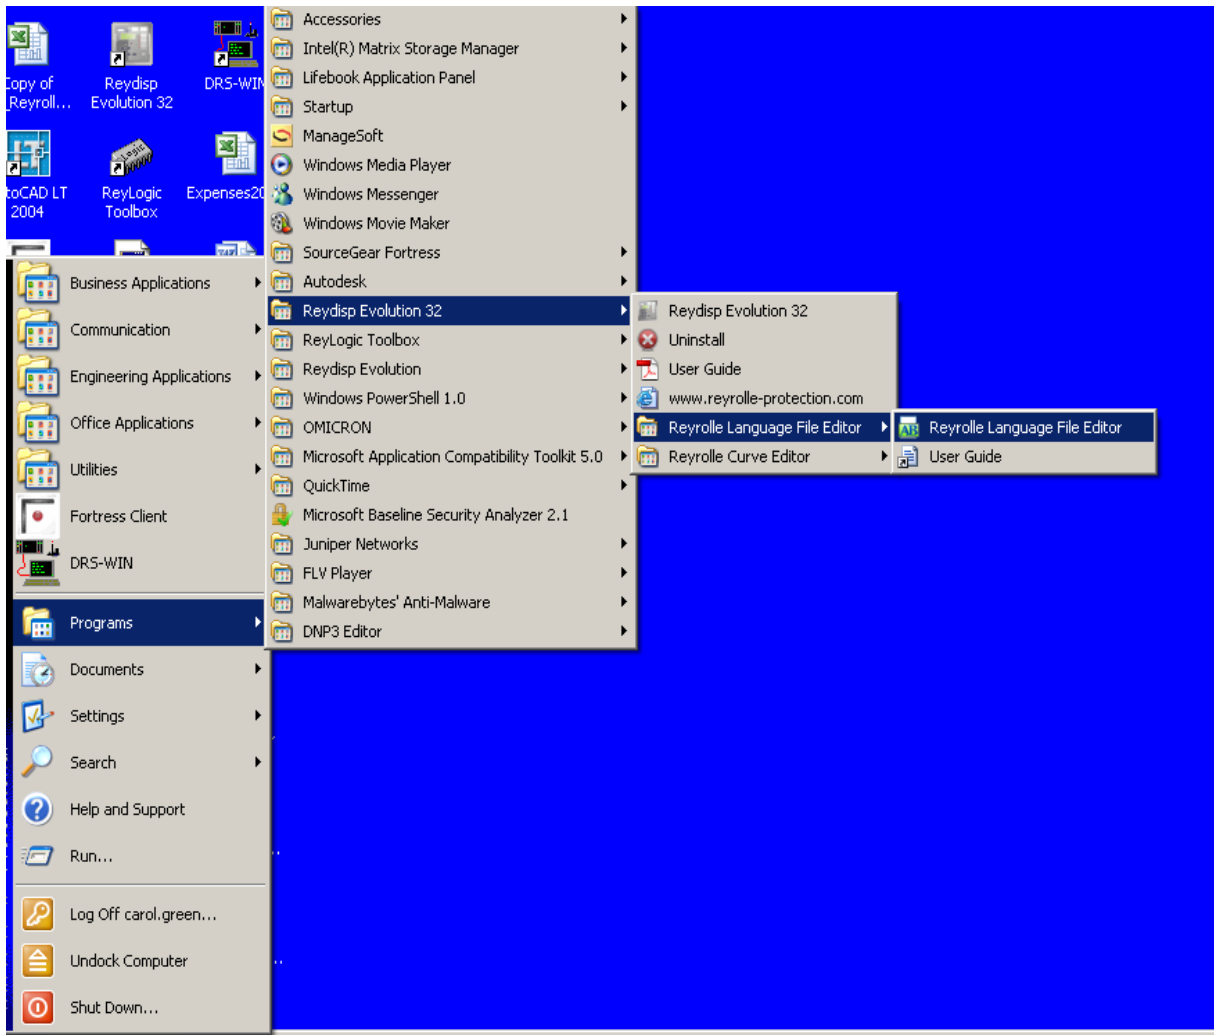 Copy of
_Reyroll...
Reydisp
Evolution 32
DRS-WIN
toCAD LT
2004
ReyLogic
Toolbox
Expenses20
Business Applications
Communication
Engineering Applications
Office Applications
Utilities
Fortress Client
DRS-WIN
Programs
Documents
Settings
Search
Help and Support
Run...
Log Off carol.green...
Undock Computer
Shut Down...
Accessories
Intel(R) Matrix Storage Manager
Lifebook Application Panel
Startup
ManageSoft
Windows Media Player
Windows Messenger
Windows Movie Maker
SourceGear Fortress
Autodesk
Reydisp Evolution 32
ReyLogic Toolbox
Reydisp Evolution
Windows PowerShell 1.0
OMICRON
Microsoft Application Compatibility Toolkit 5.0
QuickTime
Microsoft Baseline Security Analyzer 2.1
Juniper Networks
FLV Player
Malwarebytes' Anti-Malware
DNP3 Editor
Reydisp Evolution 32
Uninstall
User Guide
www.reyrolle-protection.com
Reyrolle Language File Editor
Reyrolle Curve Editor
Reyrolle Language File Editor
User Guide